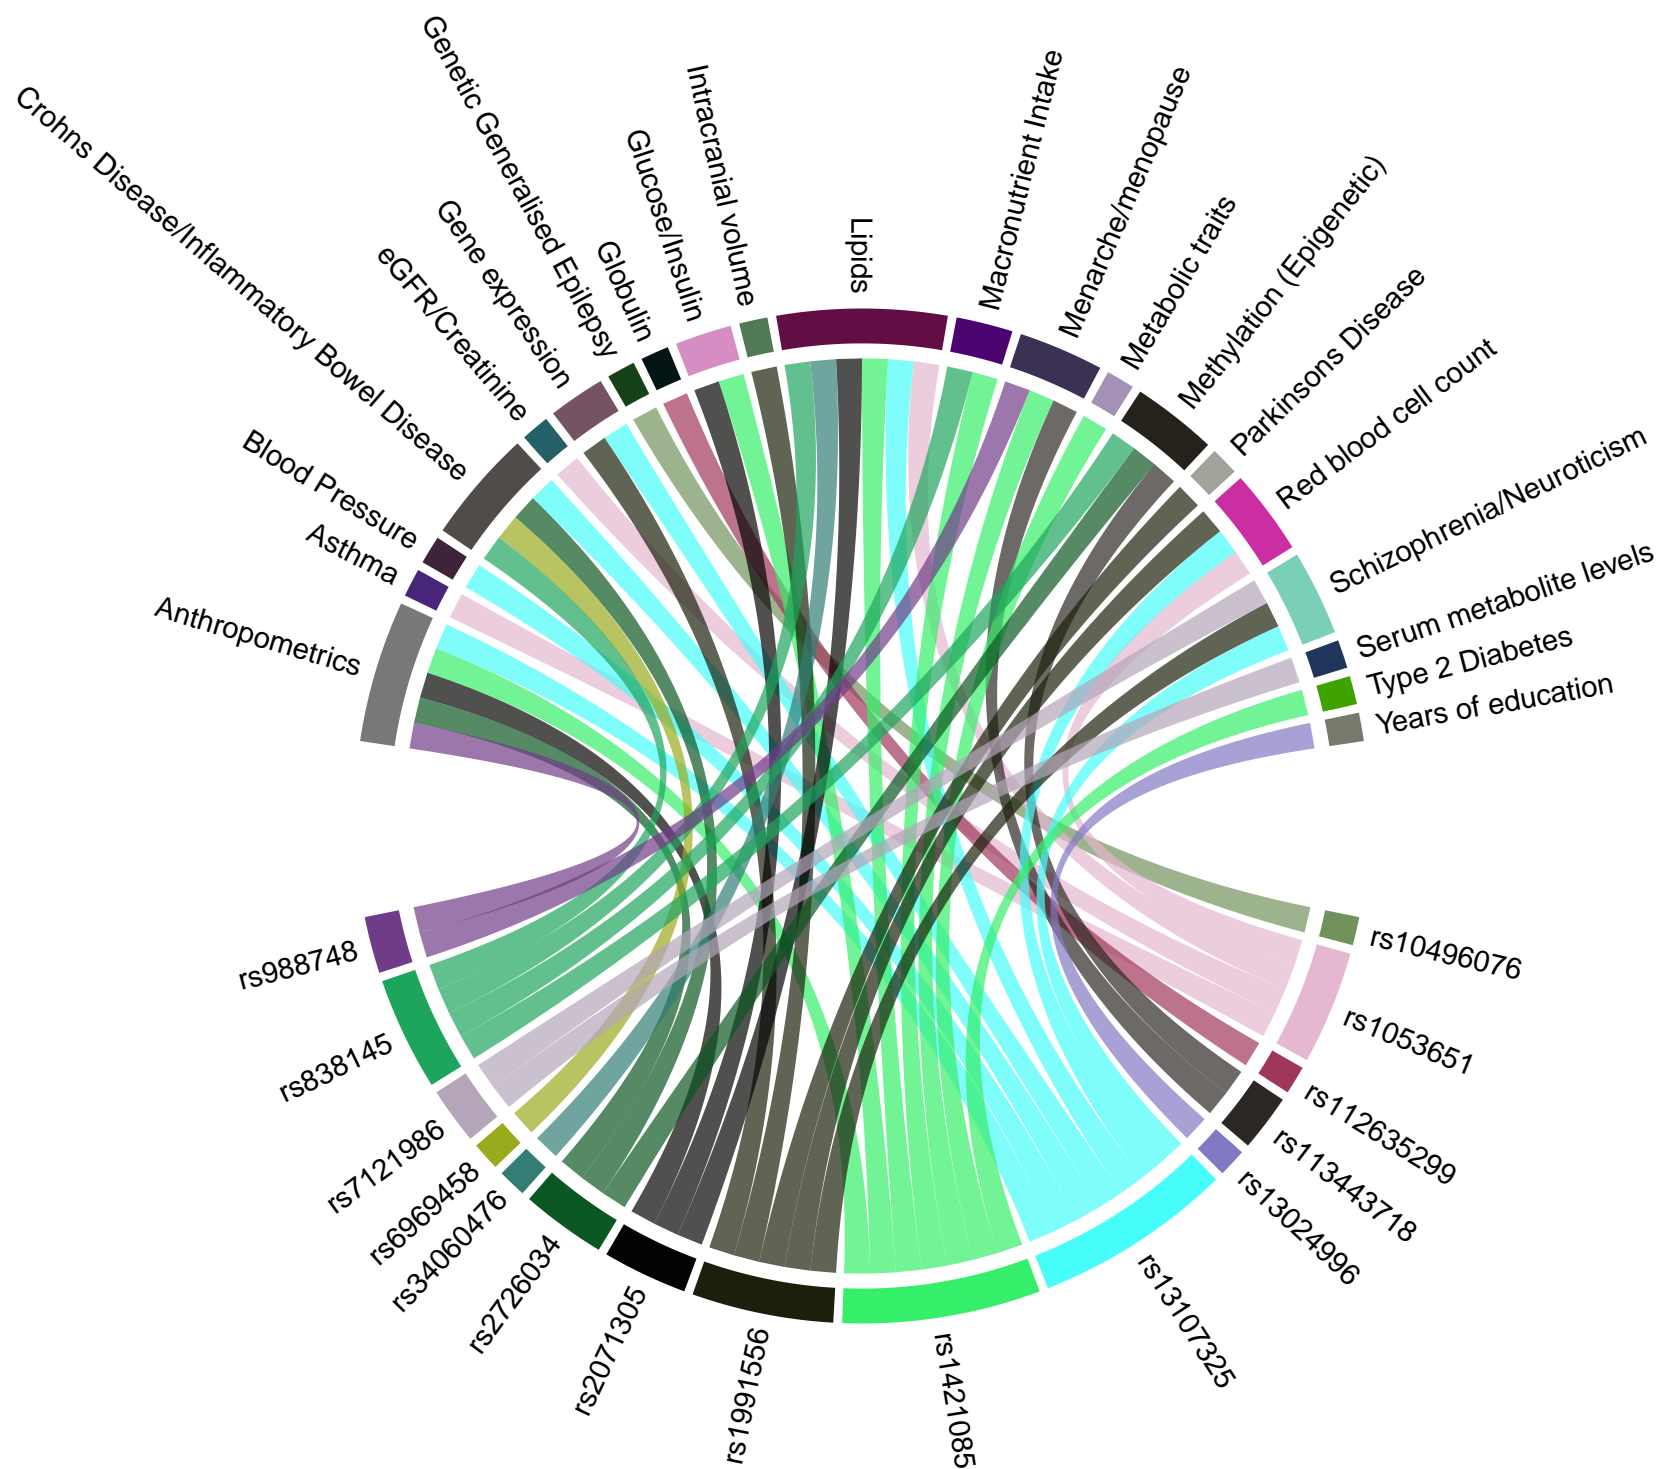 Anthropometrics
Asthma
Blood Pressure
Crohns Disease/Inflammatory Bowel Disease
eGFR/Creatinine
Gene expression
Genetic Generalised Epilepsy
Globulin
Glucose/Insulin
Intracranial volume
Lipids
Macronutrient Intake
Menarche/menopause
Metabolic traits
Methylation (Epigenetic)
Parkinsons Disease
Red blood cell count
Schizophrenia/Neuroticism
Serum metabolite levels
Type 2 Diabetes
Years of education
rs10496076
rs1053651
rs112635299
rs113443718
rs13024996
rs13107325
rs1421085
rs1991556
rs2071305
rs2726034
rs34060476
rs6969458
rs7121986
rs838145
rs988748